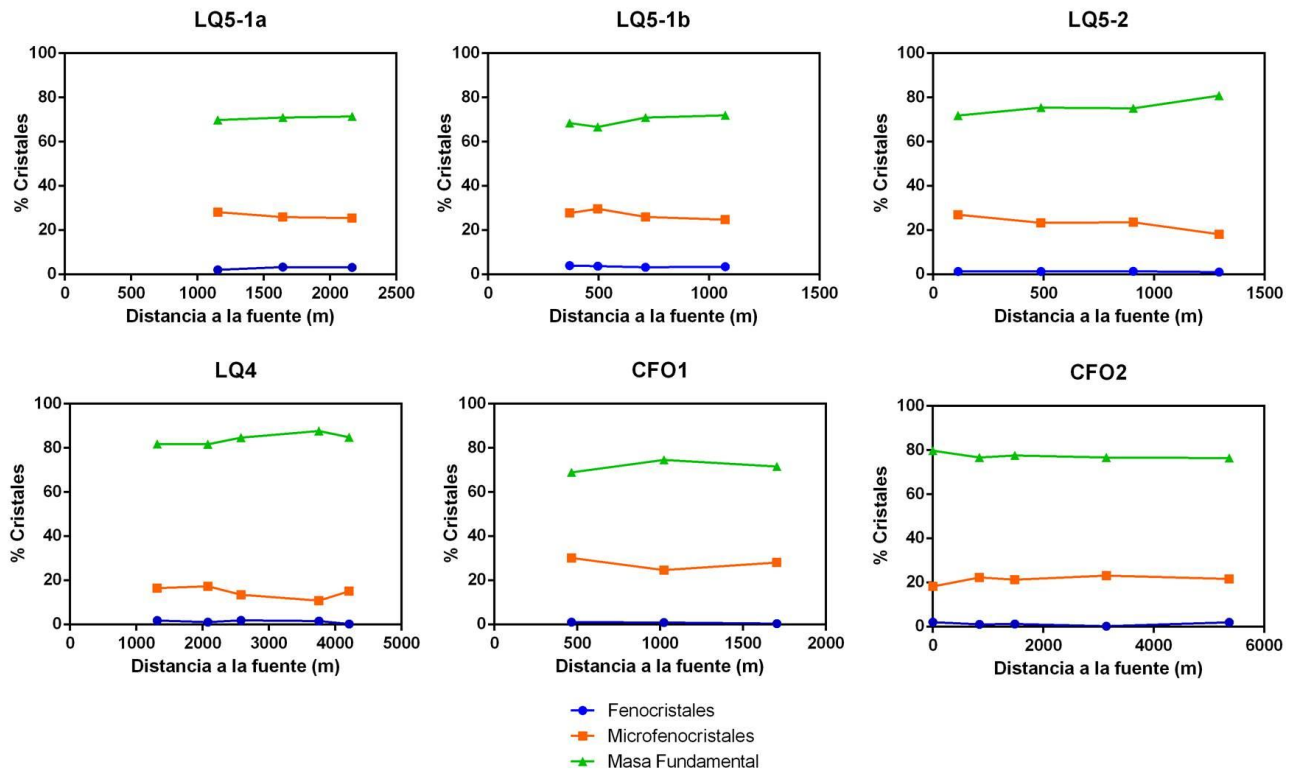 LQ5-1a
LQ5-1b
LQ5-2
100
80
60
40
20
0
% Cristales
0 500 1000 1500 2000 2500
Distancia a la fuente (m)
100
80
60
40
20
0
% Cristales
0 500 1000 1500
Distancia a la fuente (m)
100
80
60
40
20
0
% Cristales
0 500 1000 1500
Distancia a la fuente (m)
LQ4
CFO1
CFO2
100
80
60
40
20
0
% Cristales
0 1000 2000 3000 4000 5000
Distancia a la fuente (m)
100
80
60
40
20
0
% Cristales
0 500 1000 1500 2000
Distancia a la fuente (m)
100
80
60
40
20
0
% Cristales
0 2000 4000 6000
Distancia a la fuente (m)
Fenocristales
Microfenocristales
Masa Fundamental